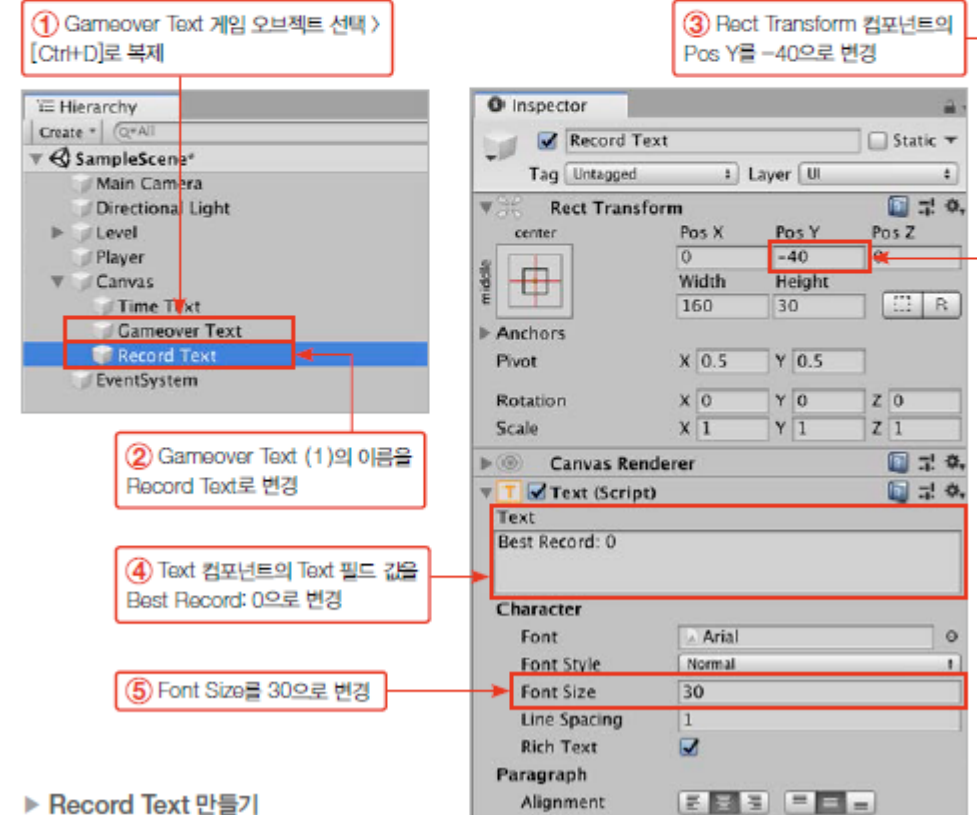 ① Gameover Text 게임 오브젝트 선택 >
[Ctrl+D]로 복제
③ Rect Transform 컴포넌트의
Pos Y를 -40으로 변경
Hierarchy
Create
All
SampleScene*
Main Camera
Directional Light
Level
Player
Canvas
Time Text
Gameover Text
Record Text
EventSystem
② Gameover Text (1)의 이름을
Record Text로 변경
④ Text 컴포넌트의 Text 필드 값을
Best Record: 0으로 변경
⑤ Font Size를 30으로 변경
▶ Record Text 만들기
Inspector
Record Text Static
Tag Untagged Layer UI
Rect Transform
center Pos X Pos Y Pos Z
middle 0 -40
Width Height
160 30 R
Anchors
Pivot X 0.5 Y 0.5
Rotation X 0 Y 0 Z 0
Scale X 1 Y 1 Z 1
Canvas Renderer
T Text (Script)
Text
Best Record: 0
Character
Font Arial
Font Style Normal
Font Size 30
Line Spacing 1
Rich Text
Paragraph
Alignment